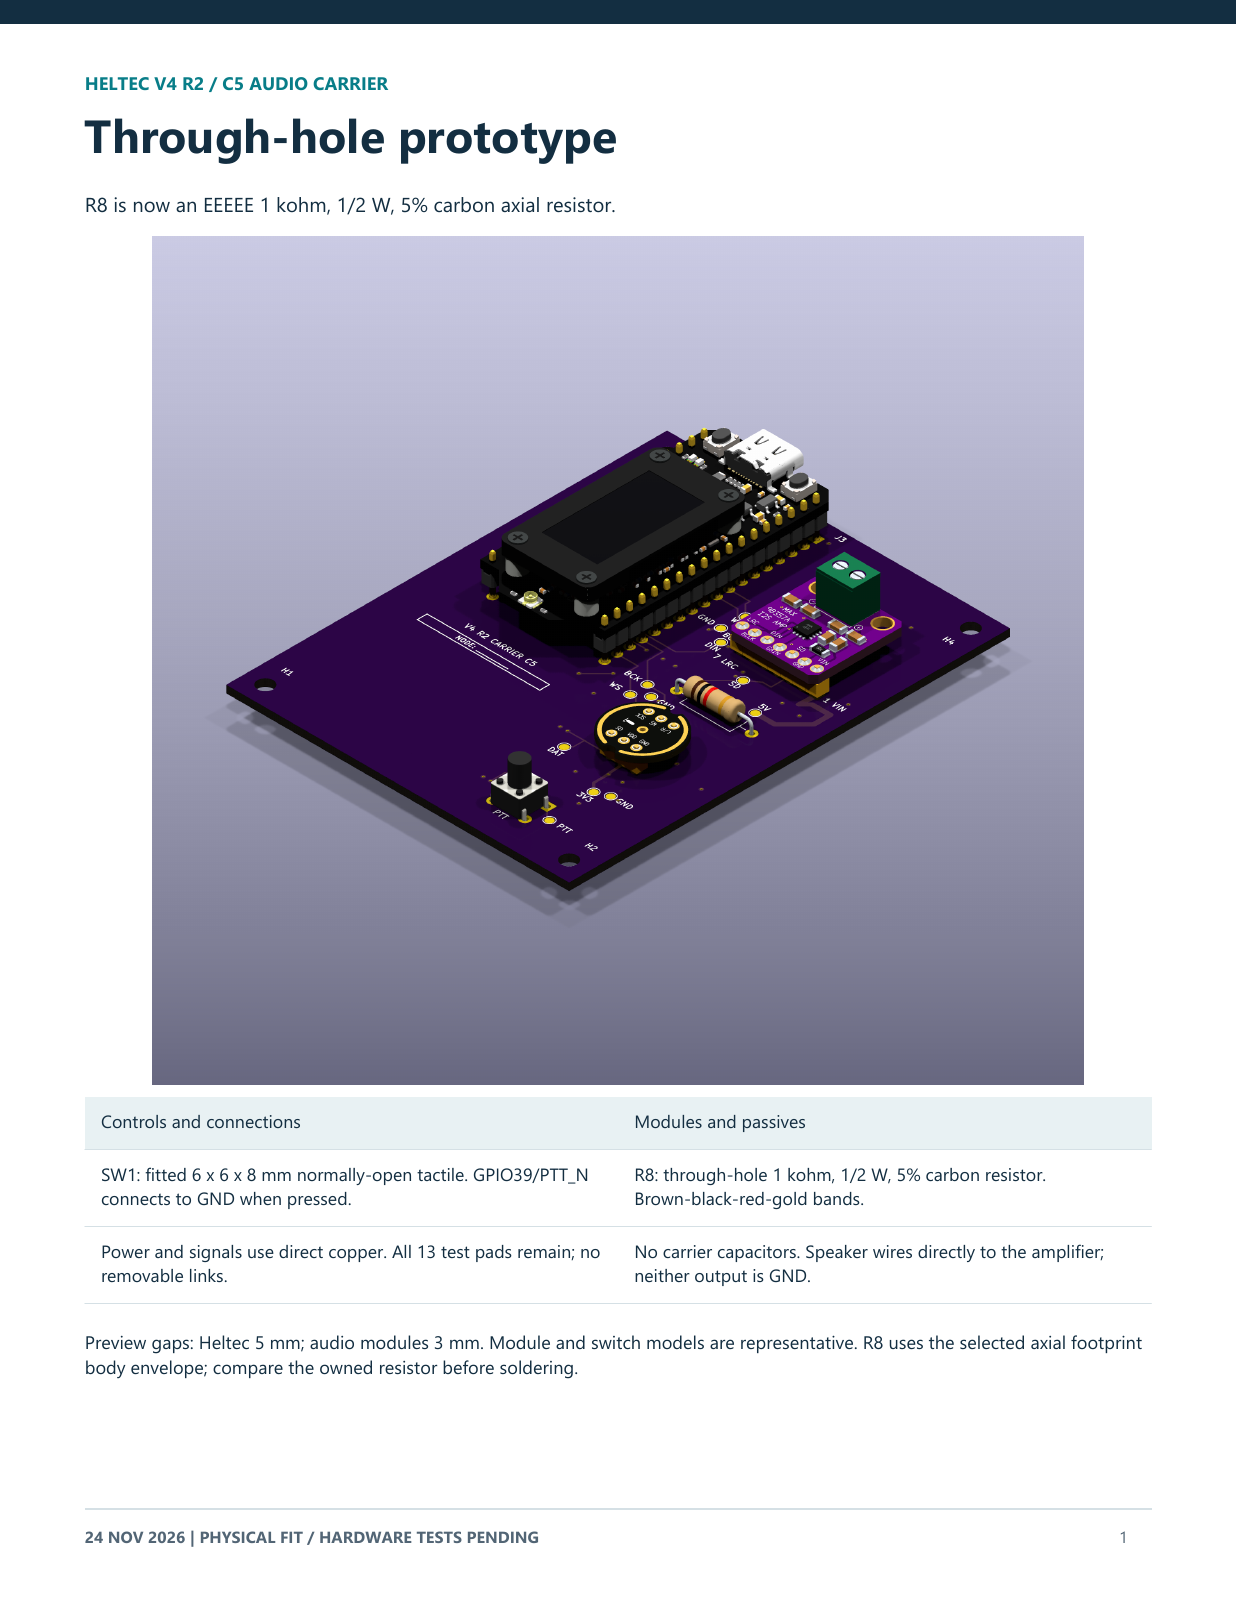 HELTEC V4 R2 / C5 AUDIO CARRIER
Through-hole prototype
R8 is now an EEEEE 1 kohm, 1/2 W, 5% carbon axial resistor.
J3
H4
H1
V4 R2 CARRIER C5
NODE:
GND
DIN
7 LRC
SD
BCK
WS
GND
5V
1 VIN
DAT
3V3
GND
PTT
PTT
H2
Controls and connections
Modules and passives
SW1: fitted 6 x 6 x 8 mm normally-open tactile. GPIO39/PTT_N
connects to GND when pressed.
R8: through-hole 1 kohm, 1/2 W, 5% carbon resistor.
Brown-black-red-gold bands.
Power and signals use direct copper. All 13 test pads remain; no
removable links.
No carrier capacitors. Speaker wires directly to the amplifier;
neither output is GND.
Preview gaps: Heltec 5 mm; audio modules 3 mm. Module and switch models are representative. R8 uses the selected axial footprint
body envelope; compare the owned resistor before soldering.
24 NOV 2026 | PHYSICAL FIT / HARDWARE TESTS PENDING
1